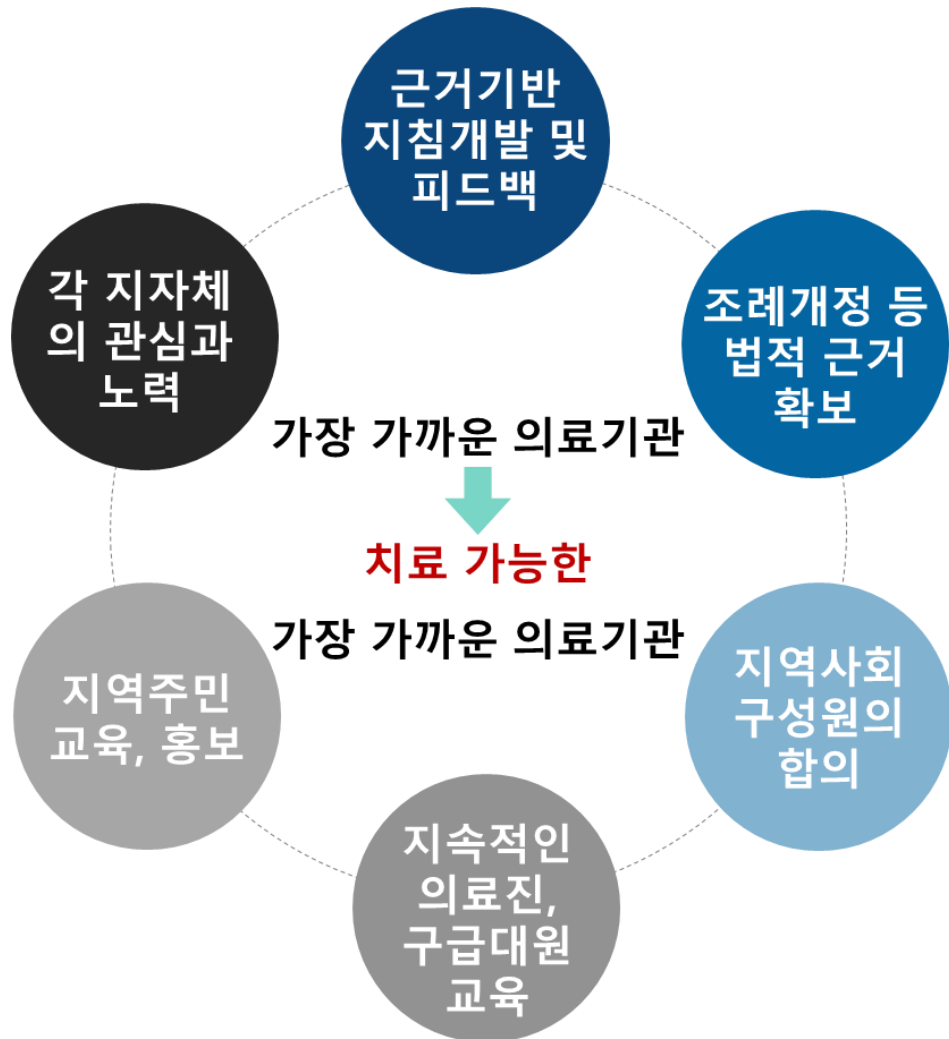 근거기반
지침개발 및
피드백
각 지자체
의 관심과
노력
조례개정 등
법적 근거
확보
가장 가까운 의료기관
치료 가능한
가장 가까운 의료기관
지역주민
교육, 홍보
지역사회
구성원의
합의
지속적인
의료진,
구급대원
교육